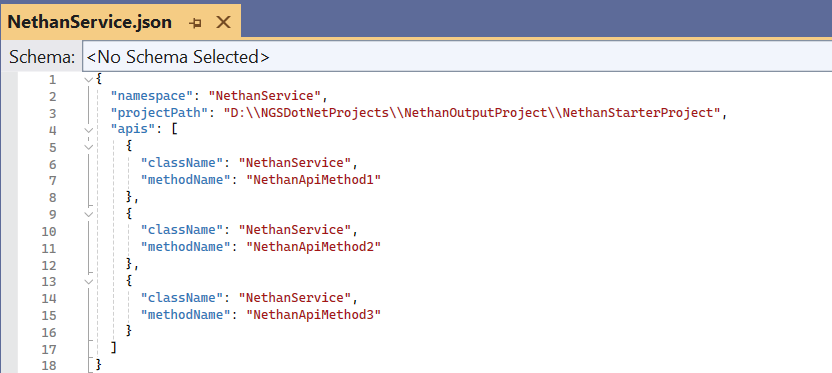 NethanService.json
Schema: <No Schema Selected>
1 {
2 "namespace": "NethanService",
3 "projectPath": "D:\\NGSDotNetProjects\\NethanOutputProject\\NethanStarterProject",
4 "apis": [
5 {
6 "className": "NethanService",
7 "methodName": "NethanApiMethod1"
8 },
9 {
10 "className": "NethanService",
11 "methodName": "NethanApiMethod2"
12 },
13 {
14 "className": "NethanService",
15 "methodName": "NethanApiMethod3"
16 }
17 ]
18 }